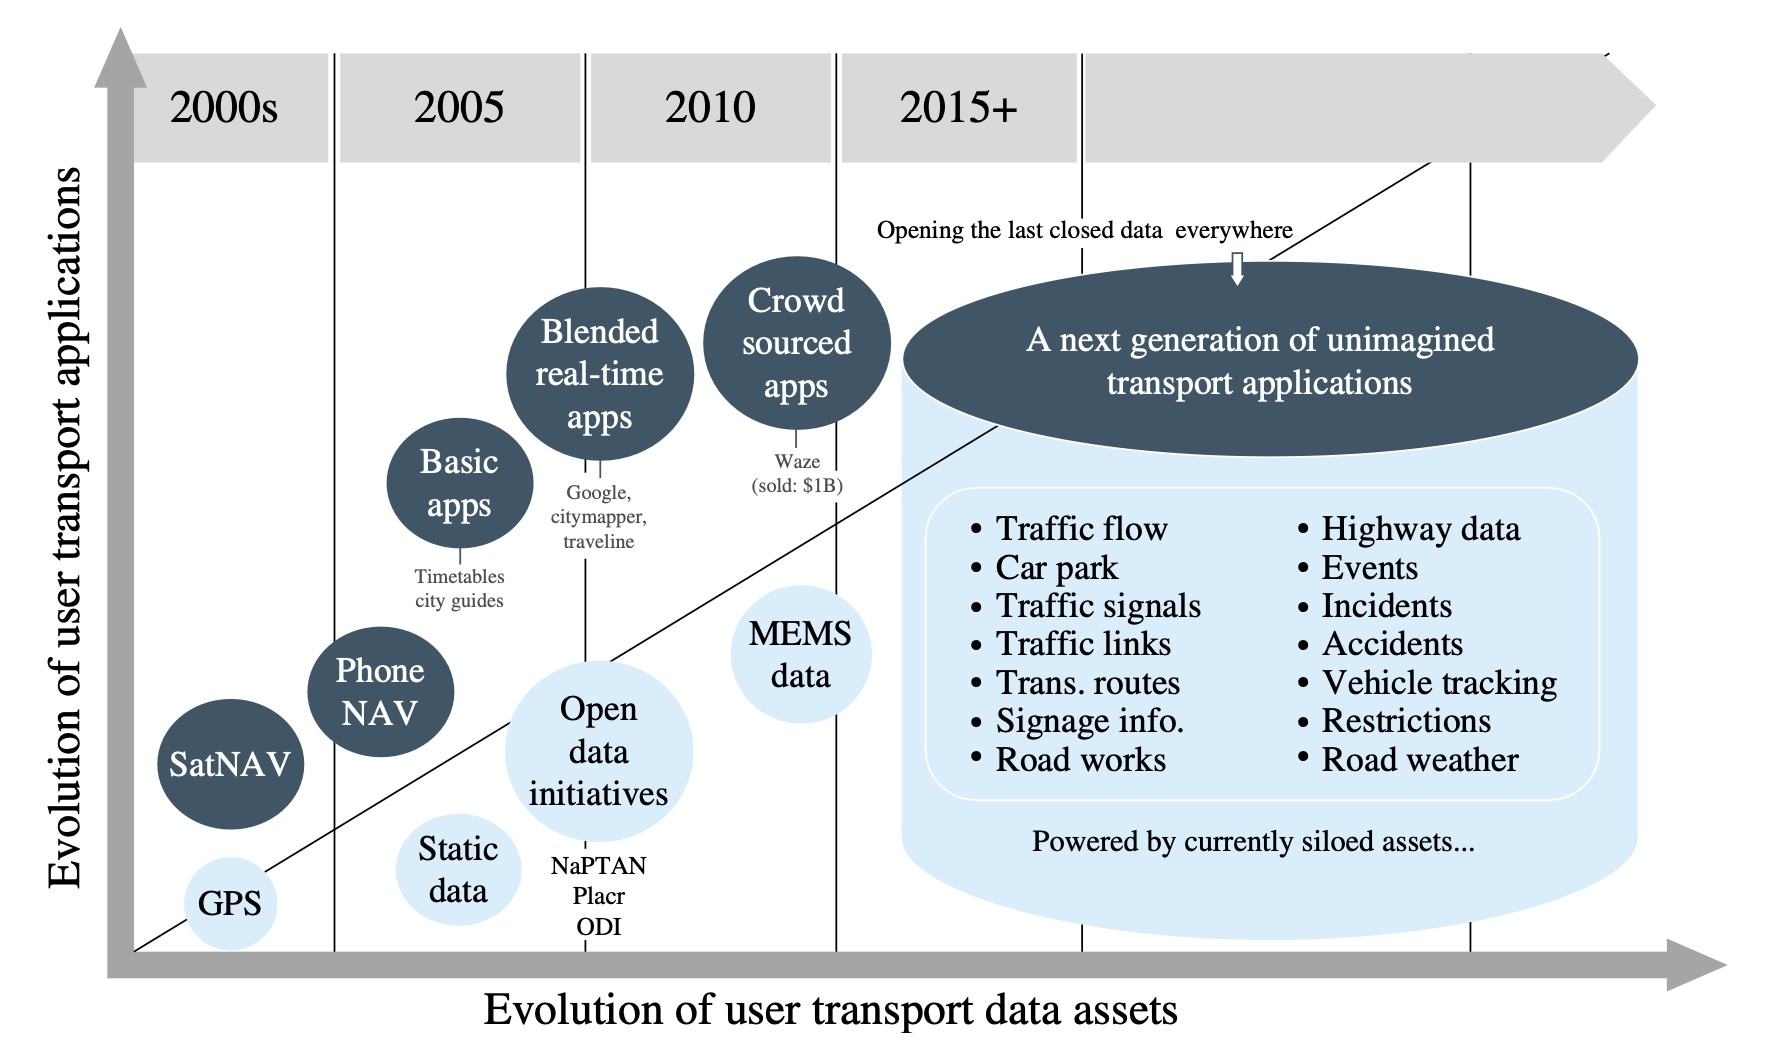 2000s
2005
2010
2015+
Evolution of user transport applications
Opening the last closed data everywhere
Crowd
sourced
apps
Waze
(sold: $1B)
Blended
real-time
apps
Google,
citymapper,
traveline
Basic
apps
Timetables
city guides
Phone
NAV
SatNAV
GPS
Static
data
Open
data
initiatives
NaPTAN
Placr
ODI
MEMS
data
A next generation of unimagined
transport applications
• Traffic flow
• Car park
• Traffic signals
• Traffic links
• Trans. routes
• Signage info.
• Road works
• Highway data
• Events
• Incidents
• Accidents
• Vehicle tracking
• Restrictions
• Road weather
Powered by currently siloed assets...
Evolution of user transport data assets